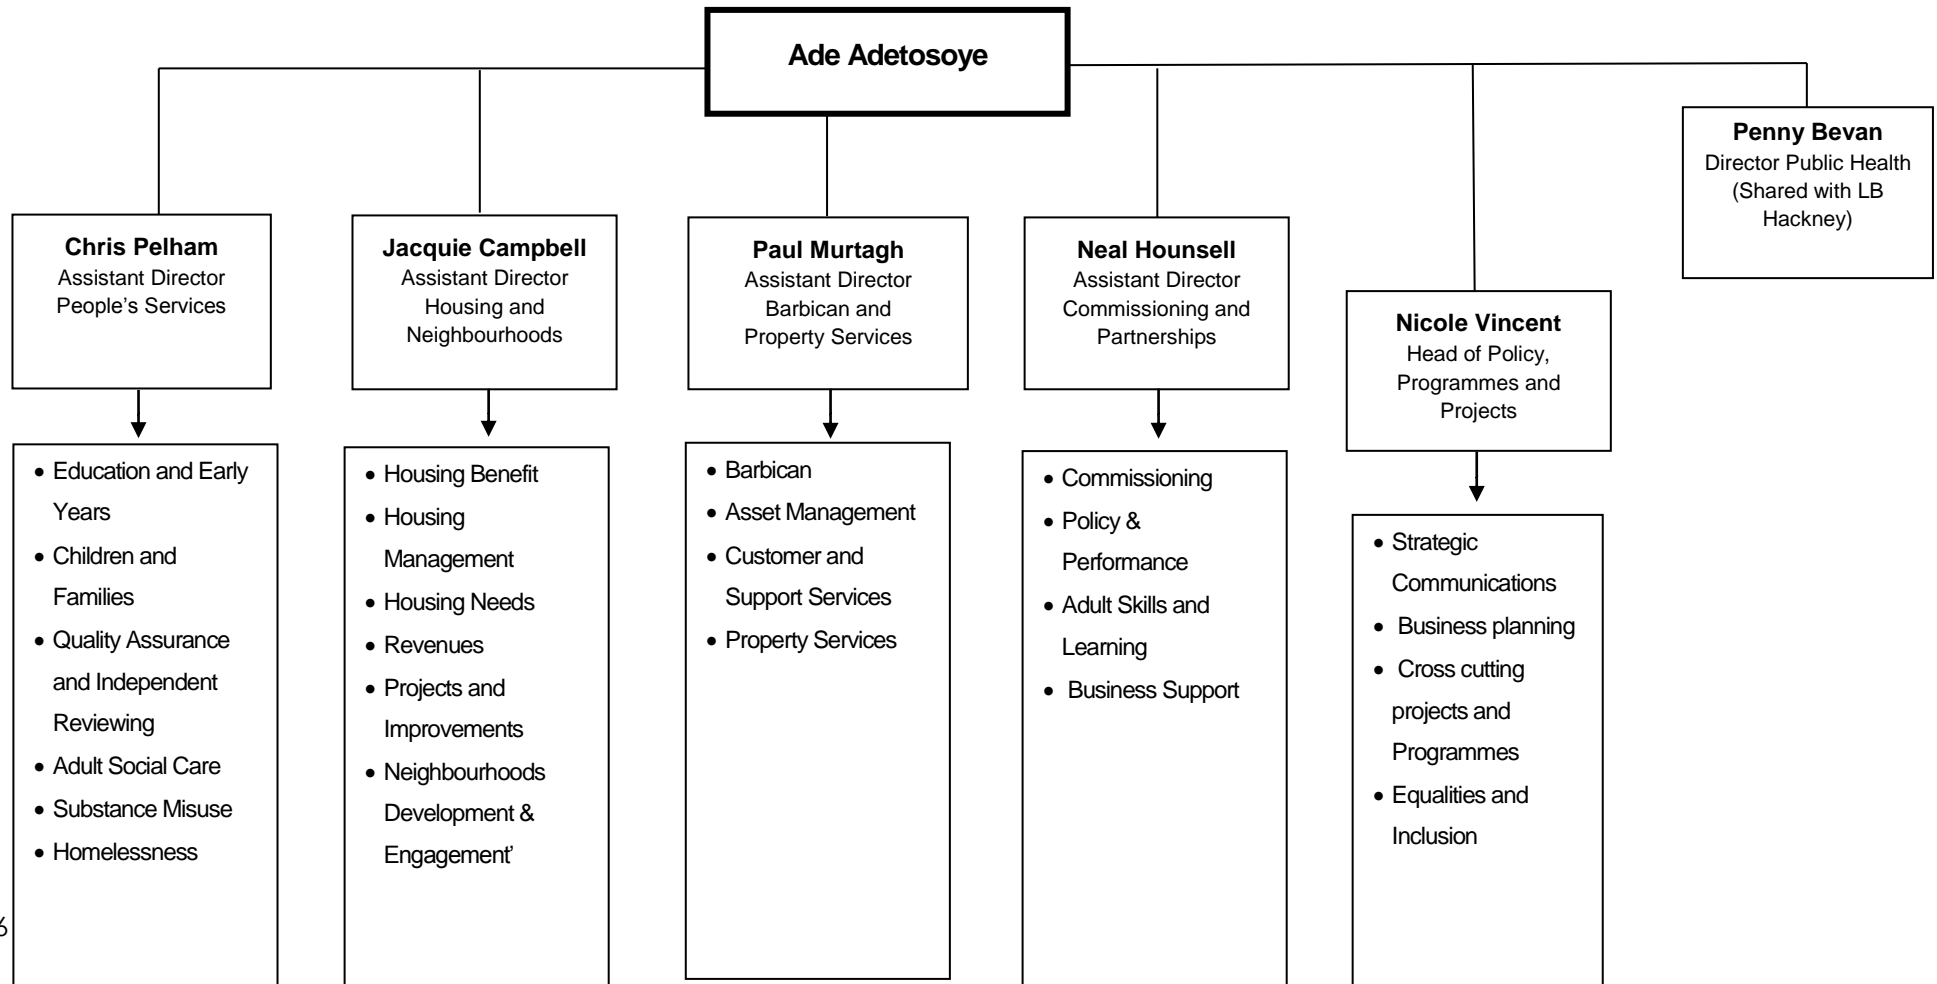 Ade Adetosoye
Penny Bevan
Director Public Health
(Shared with LB
Hackney)
Chris Pelham
Assistant Director
People's Services
Jacquie Campbell
Assistant Director
Housing and
Neighbourhoods
Paul Murtagh
Assistant Director
Barbican and
Property Services
Neal Hounsell
Assistant Director
Commissioning and
Partnerships
Nicole Vincent
Head of Policy,
Programmes and
Projects
• Education and Early
Years
• Children and
Families
• Quality Assurance
and Independent
Reviewing
• Adult Social Care
• Substance Misuse
• Homelessness
• Housing Benefit
• Housing
Management
• Housing Needs
• Revenues
• Projects and
Improvements
• Neighbourhoods
Development &
Engagement'
• Barbican
• Asset Management
• Customer and
Support Services
• Property Services
• Commissioning
• Policy &
Performance
• Adult Skills and
Learning
• Business Support
• Strategic
Communications
• Business planning
• Cross cutting
projects and
Programmes
• Equalities and
Inclusion
6